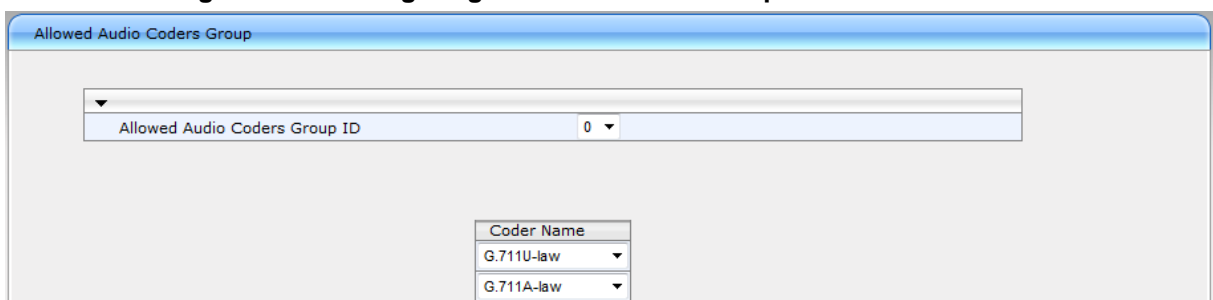 Allowed Audio Coders Group
Allowed Audio Coders Group ID 0
Coder Name
G.711U-law
G.711A-law